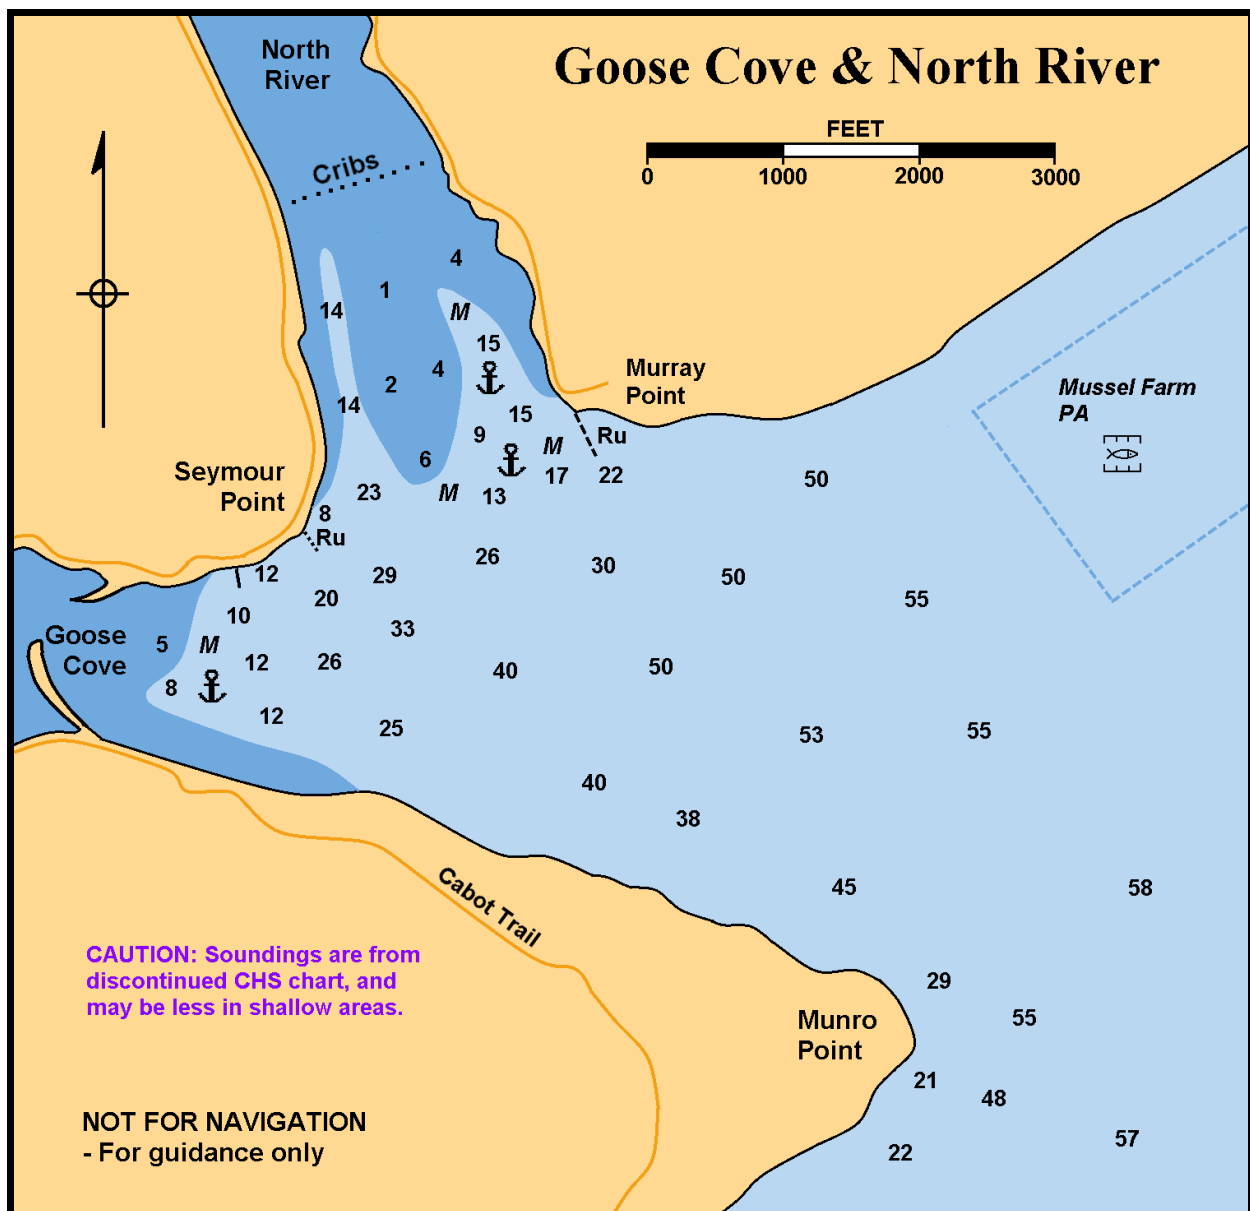 Goose Cove & North River
North
River
FEET
0 1000 2000 3000
Cribs
4
1
14
M
15
4
2
Murray
Point
Mussel Farm
PA
14
15
9
M
Ru
6
Seymour
Point
23
M
13
17
22
50
8
Ru
12
29
26
30
50
55
20
10
33
Goose
Cove
5
M
12
26
40
50
8
12
25
53
55
40
38
45
58
Cabot Trail
CAUTION: Soundings are from
discontinued CHS chart, and
may be less in shallow areas.
29
Munro
Point
55
21
48
NOT FOR NAVIGATION
- For guidance only
22
57